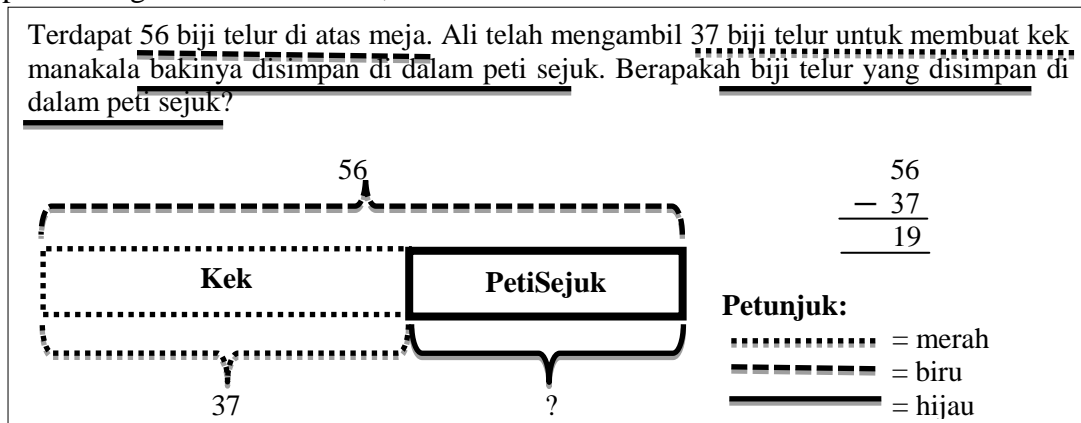 Terdapat 56 biji telur di atas meja. Ali telah mengambil 37 biji telur untuk membuat kek
manakala bakinya disimpan di dalam peti sejuk. Berapakah biji telur yang disimpan di
dalam peti sejuk?
56
Kek
PetiSejuk
37
?
56
− 37
19
Petunjuk:
= merah
= biru
= hijau